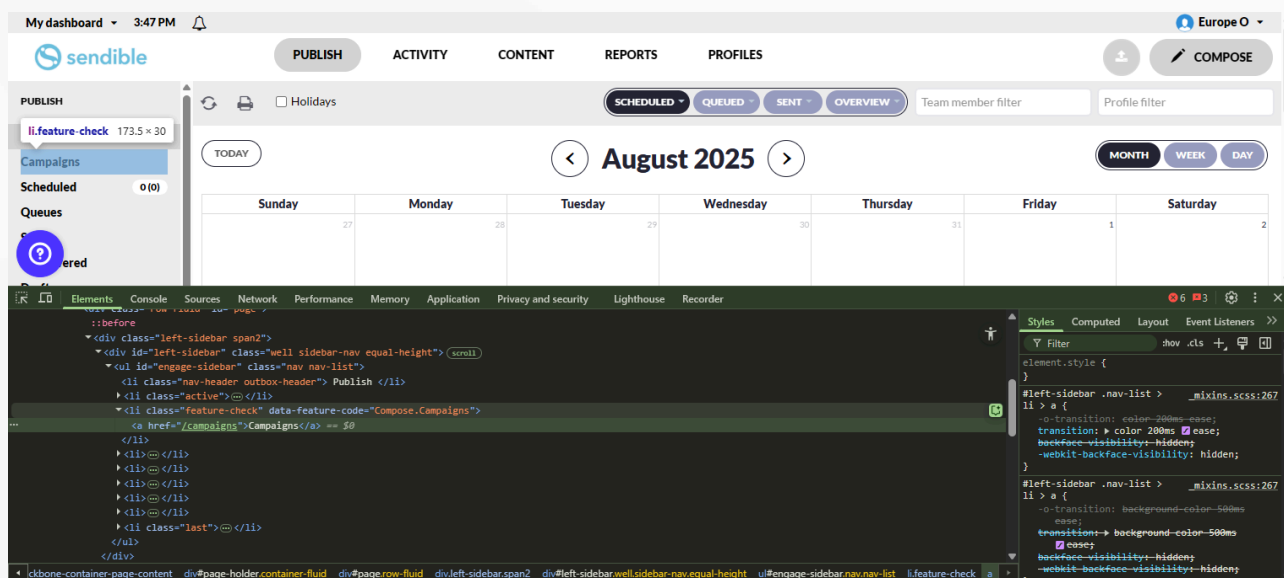 My dashboard 3:47 PM Europe O
sendible PUBLISH ACTIVITY CONTENT REPORTS PROFILES COMPOSE
PUBLISH Holidays SCHEDULED QUEUED SENT OVERVIEW Team member filter Profile filter
li.feature-check 173.5 × 30
Campaigns TODAY August 2025 MONTH WEEK DAY
Scheduled 0 (0)
Queues Sunday Monday Tuesday Wednesday Thursday Friday Saturday
27 28 29 30 31 1 2
Elements Console Sources Network Performance Memory Application Privacy and security Lighthouse Recorder 6 3
::before
<div class="left-sidebar span2">
<div id="left-sidebar" class="well sidebar-nav equal-height"> scroll
<ul id="engage-sidebar" class="nav nav-list">
<li class="nav-header outbox-header"> Publish </li>
<li class="active">…</li>
<li class="feature-check" data-feature-code="Compose.Campaigns">
<a href="/campaigns">Campaigns</a> == $0
</li>
<li>…</li>
<li>…</li>
<li>…</li>
<li>…</li>
<li>…</li>
<li class="last">…</li>
</ul>
</div>
ckbone-container-page-content div#page-holder.container-fluid div#page.row-fluid div.left-sidebar.span2 div#left-sidebar.well.sidebar-nav.equal-height ul#engage-sidebar.nav.nav-list li.feature-check a
Styles Computed Layout Event Listeners
Filter :hov .cls
element.style {
}
#left-sidebar .nav-list > _mixins.scss:267
li > a {
-o-transition: color 200ms ease;
transition: color 200ms ease;
backface-visibility: hidden;
-webkit-backface-visibility: hidden;
}
#left-sidebar .nav-list > _mixins.scss:267
li > a {
-o-transition: background-color 500ms
ease;
transition: background-color 500ms
ease;
backface-visibility: hidden;
-webkit-backface-visibility: hidden;